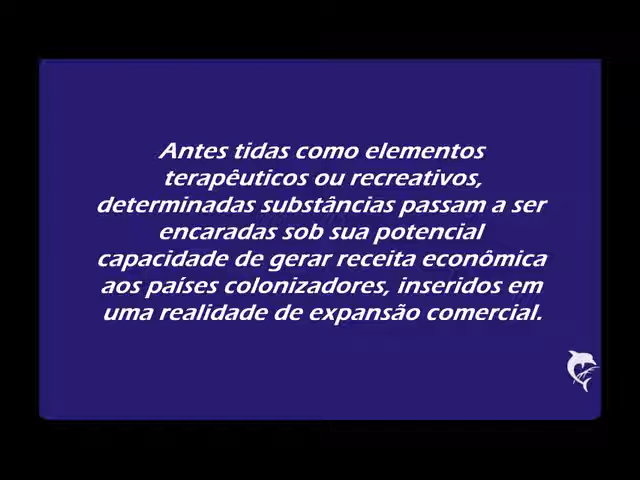 Antes tidas como elementos
terapêuticos ou recreativos,
determinadas substâncias passam a ser
encaradas sob sua potencial
capacidade de gerar receita econômica
aos países colonizadores, inseridos em
uma realidade de expansão comercial.